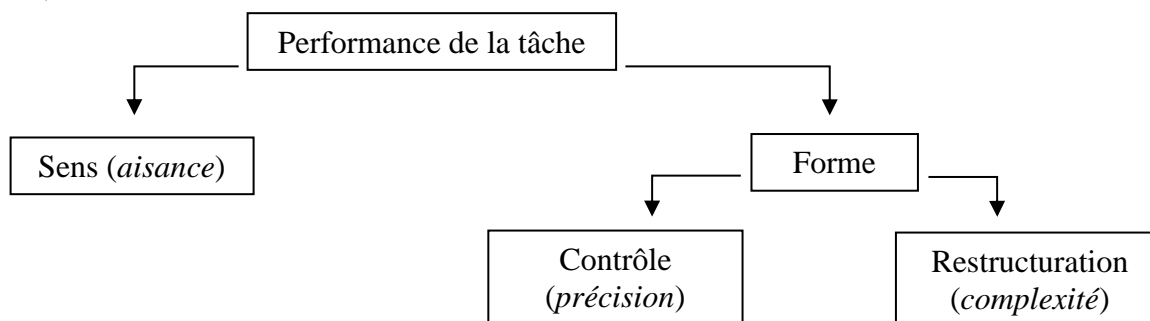 Performance de la tâche
Sens (aisance)
Forme
Contrôle
(précision)
Restructuration
(complexité)